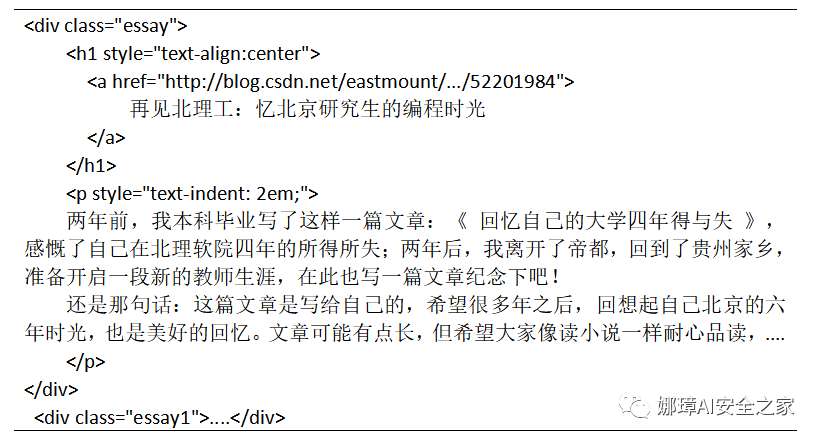 <div class="essay">
<h1 style="text-align:center">
<a href="http://blog.csdn.net/eastmount/.../52201984">
再见北理工：忆北京研究生的编程时光
</a>
</h1>
<p style="text-indent: 2em;">
两年前，我本科毕业写了这样一篇文章：《 回忆自己的大学四年得与失 》，
感慨了自己在北理软院四年的所得所失；两年后，我离开了帝都，回到了贵州家乡，
准备开启一段新的教师生涯，在此也写一篇文章纪念下吧！
还是那句话：这篇文章是写给自己的，希望很多年之后，回想起自己北京的六
年时光，也是美好的回忆。文章可能有点长，但希望大家像读小说一样耐心品读，....
</p>
</div>
<div class="essay1">....</div>
娜璋AI安全之家